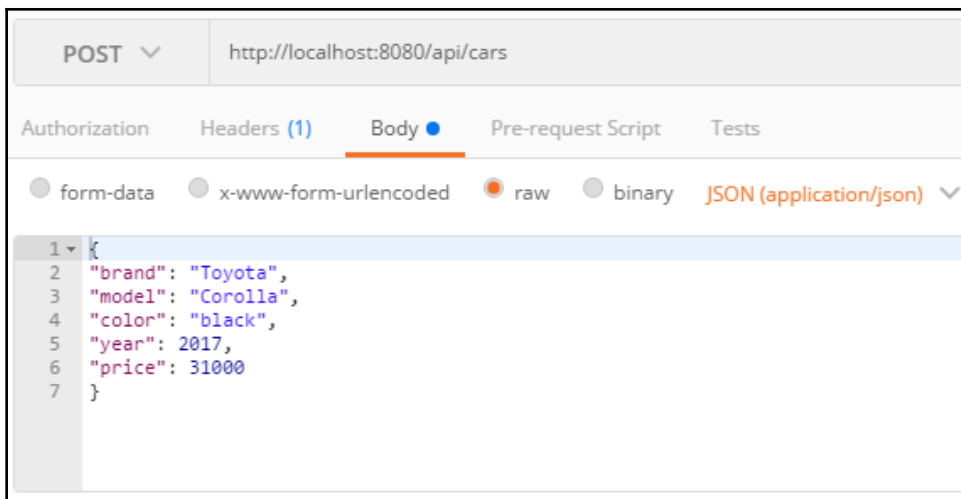 POST http://localhost:8080/api/cars
Authorization Headers (1) Body Pre-request Script Tests
form-data x-www-form-urlencoded raw binary JSON (application/json)
1 {
2 "brand": "Toyota",
3 "model": "Corolla",
4 "color": "black",
5 "year": 2017,
6 "price": 31000
7 }